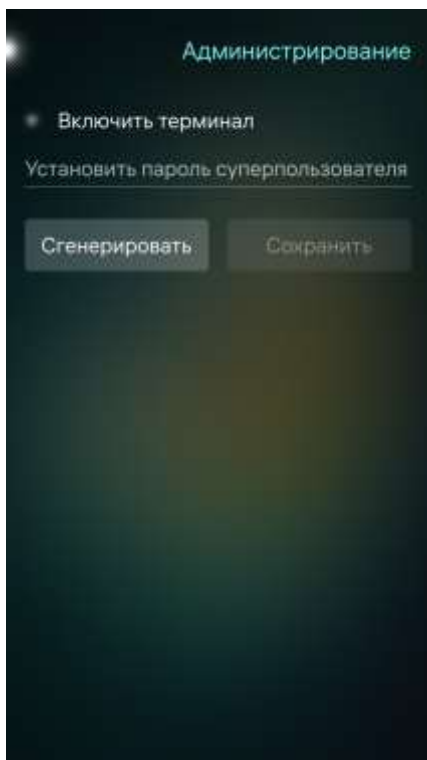 Администрирование
Включить терминал
Установить пароль суперпользователя
Сгенерировать
Сохранить